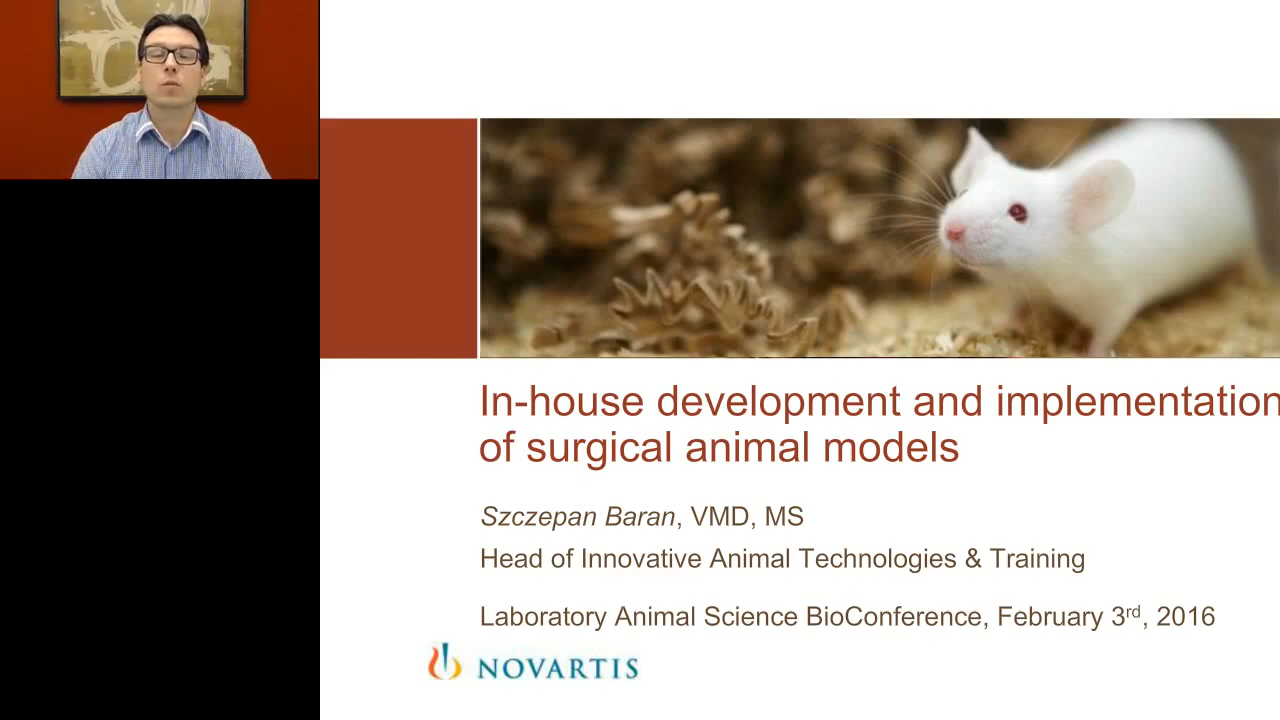 In-house development and implementation
of surgical animal models
Szczepan Baran, VMD, MS
Head of Innovative Animal Technologies & Training
Laboratory Animal Science BioConference, February 3rd, 2016
NOVARTIS